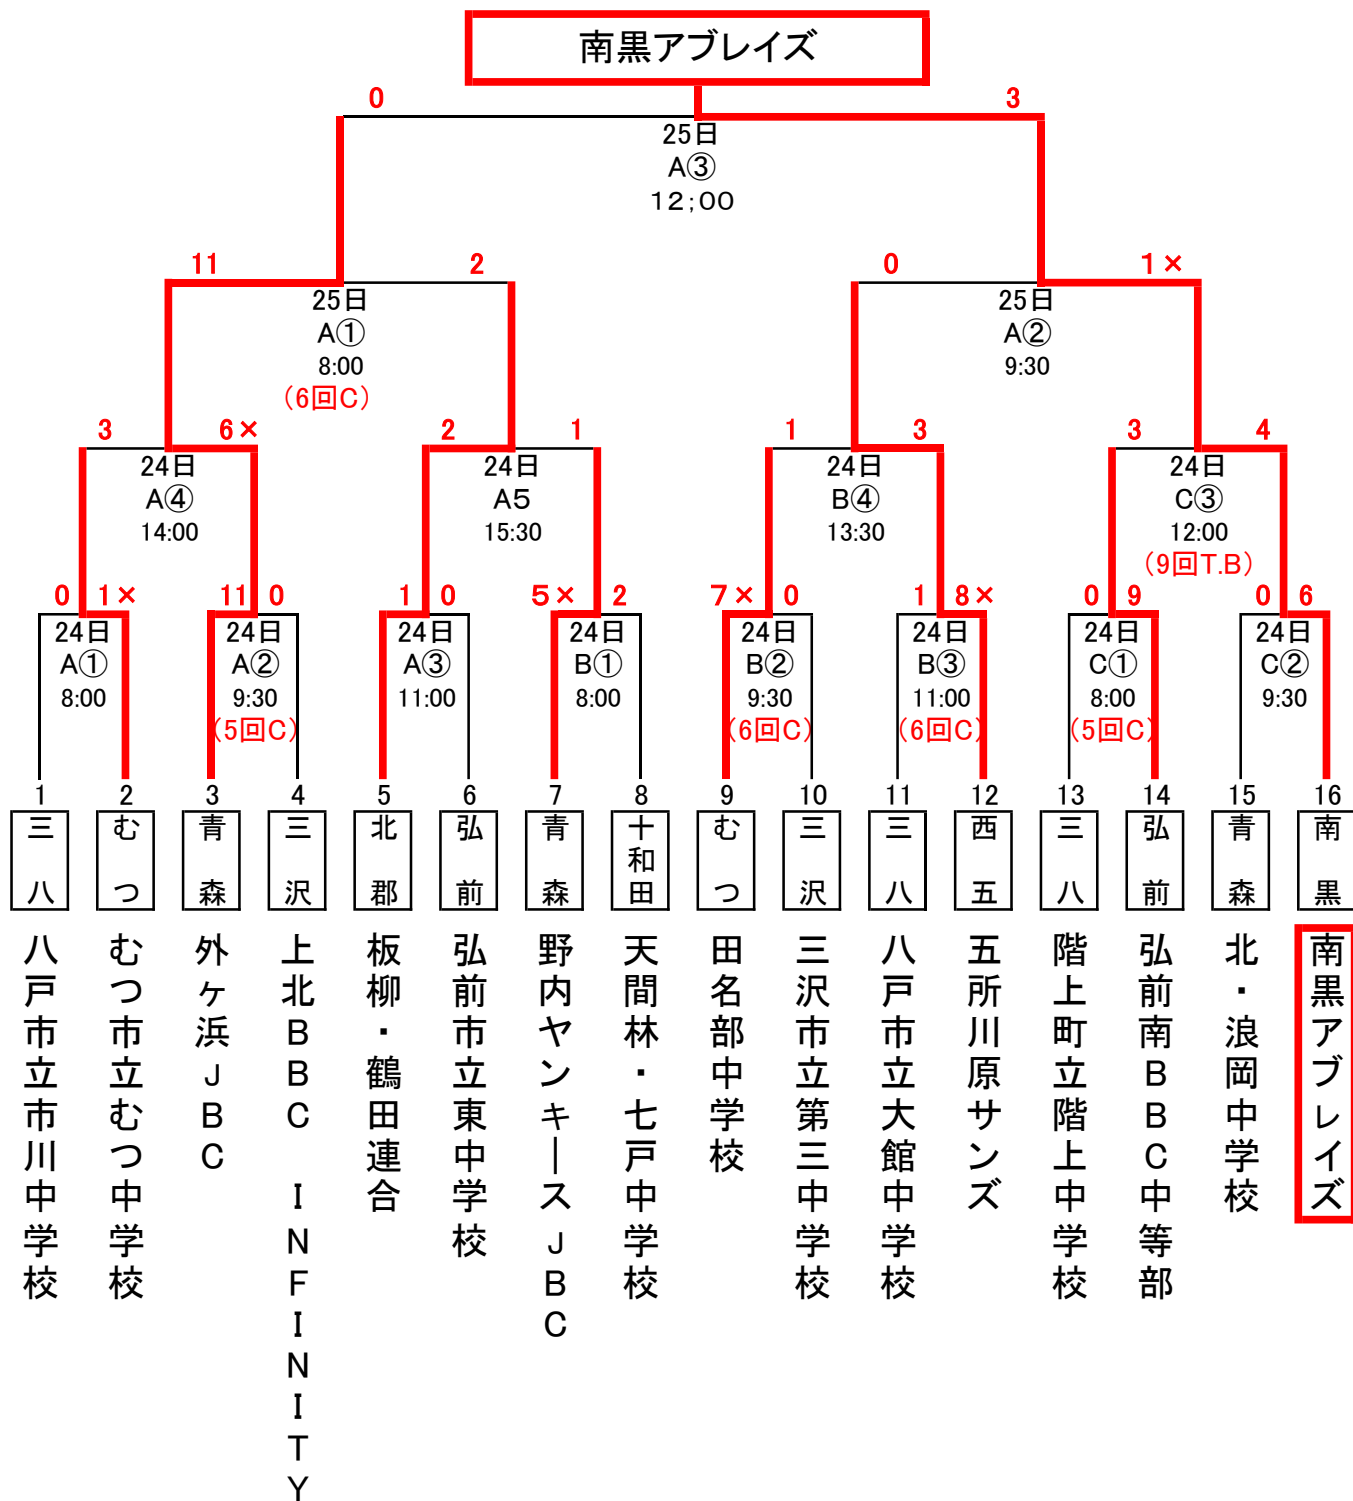 南黒アブレイズ
0 3
25日
A③
12;00
11 2 0 1×
25日 25日
A① A②
8:00 9:30
(6回C)
3 6× 2 1 1 3 3 4
24日 24日 24日 24日
A④ A5 B④ C③
14:00 15:30 13:30 12:00
(9回T.B)
0 1× 11 0 1 0 5× 2 7× 0 1 8× 0 9 0 6
24日 24日 24日 24日 24日 24日 24日 24日
A① A② A③ B① B② B③ C① C②
8:00 9:30 11:00 8:00 9:30 11:00 8:00 9:30
(5回C) (6回C) (6回C) (5回C)
1 2 3 4 5 6 7 8 9 10 11 12 13 14 15 16
三八
むつ
青森
三沢
北郡
弘前
青森
十和田
むつ
三沢
三八
西五
三八
弘前
青森
南黒
八戸市立市川中学校
むつ市立むつ中学校
外ヶ浜JBC
上北BBC INFINITY
板柳・鶴田連合
弘前市立東中学校
野内ヤンキースJBC
天間林・七戸中学校
田名部中学校
三沢市立第三中学校
八戸市立大館中学校
五所川原サンズ
階上町立階上中学校
弘前南BBC中等部
北・浪岡中学校
南黒アブレイズ